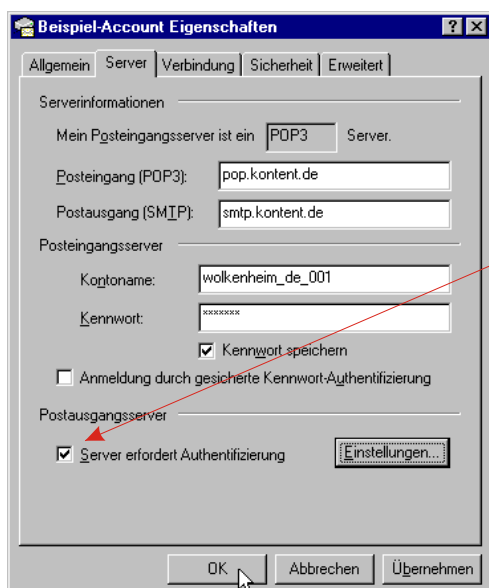 Beispiel-Account Eigenschaften
Allgemein Server Verbindung Sicherheit Erweitert
Serverinformationen
Mein Posteingangsserver ist ein POP3 Server.
Posteingang (POP3): pop.kontent.de
Postausgang (SMTP): smtp.kontent.de
Posteingangsserver
Kontoname: wolkenheim_de_001
Kennwort: xxxxxxx
Kennwort speichern
Anmeldung durch gesicherte Kennwort-Authentifizierung
Postausgangsserver
Server erfordert Authentifizierung Einstellungen...
OK Abbrechen Übernehmen